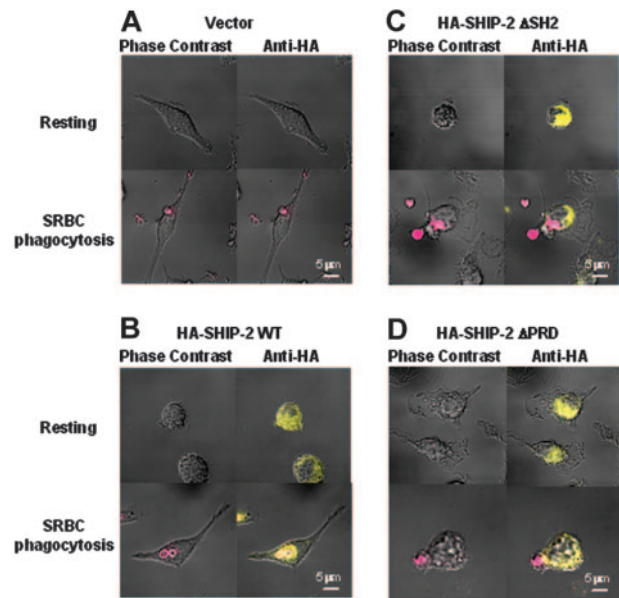 A
Vector
Phase Contrast Anti-HA
Resting
SRBC
phagocytosis
5 µm
C
HA-SHIP-2 ΔSH2
Phase Contrast Anti-HA
5 µm
B
HA-SHIP-2 WT
Phase Contrast Anti-HA
Resting
SRBC
phagocytosis
5 µm
D
HA-SHIP-2 ΔPRD
Phase Contrast Anti-HA
5 µm